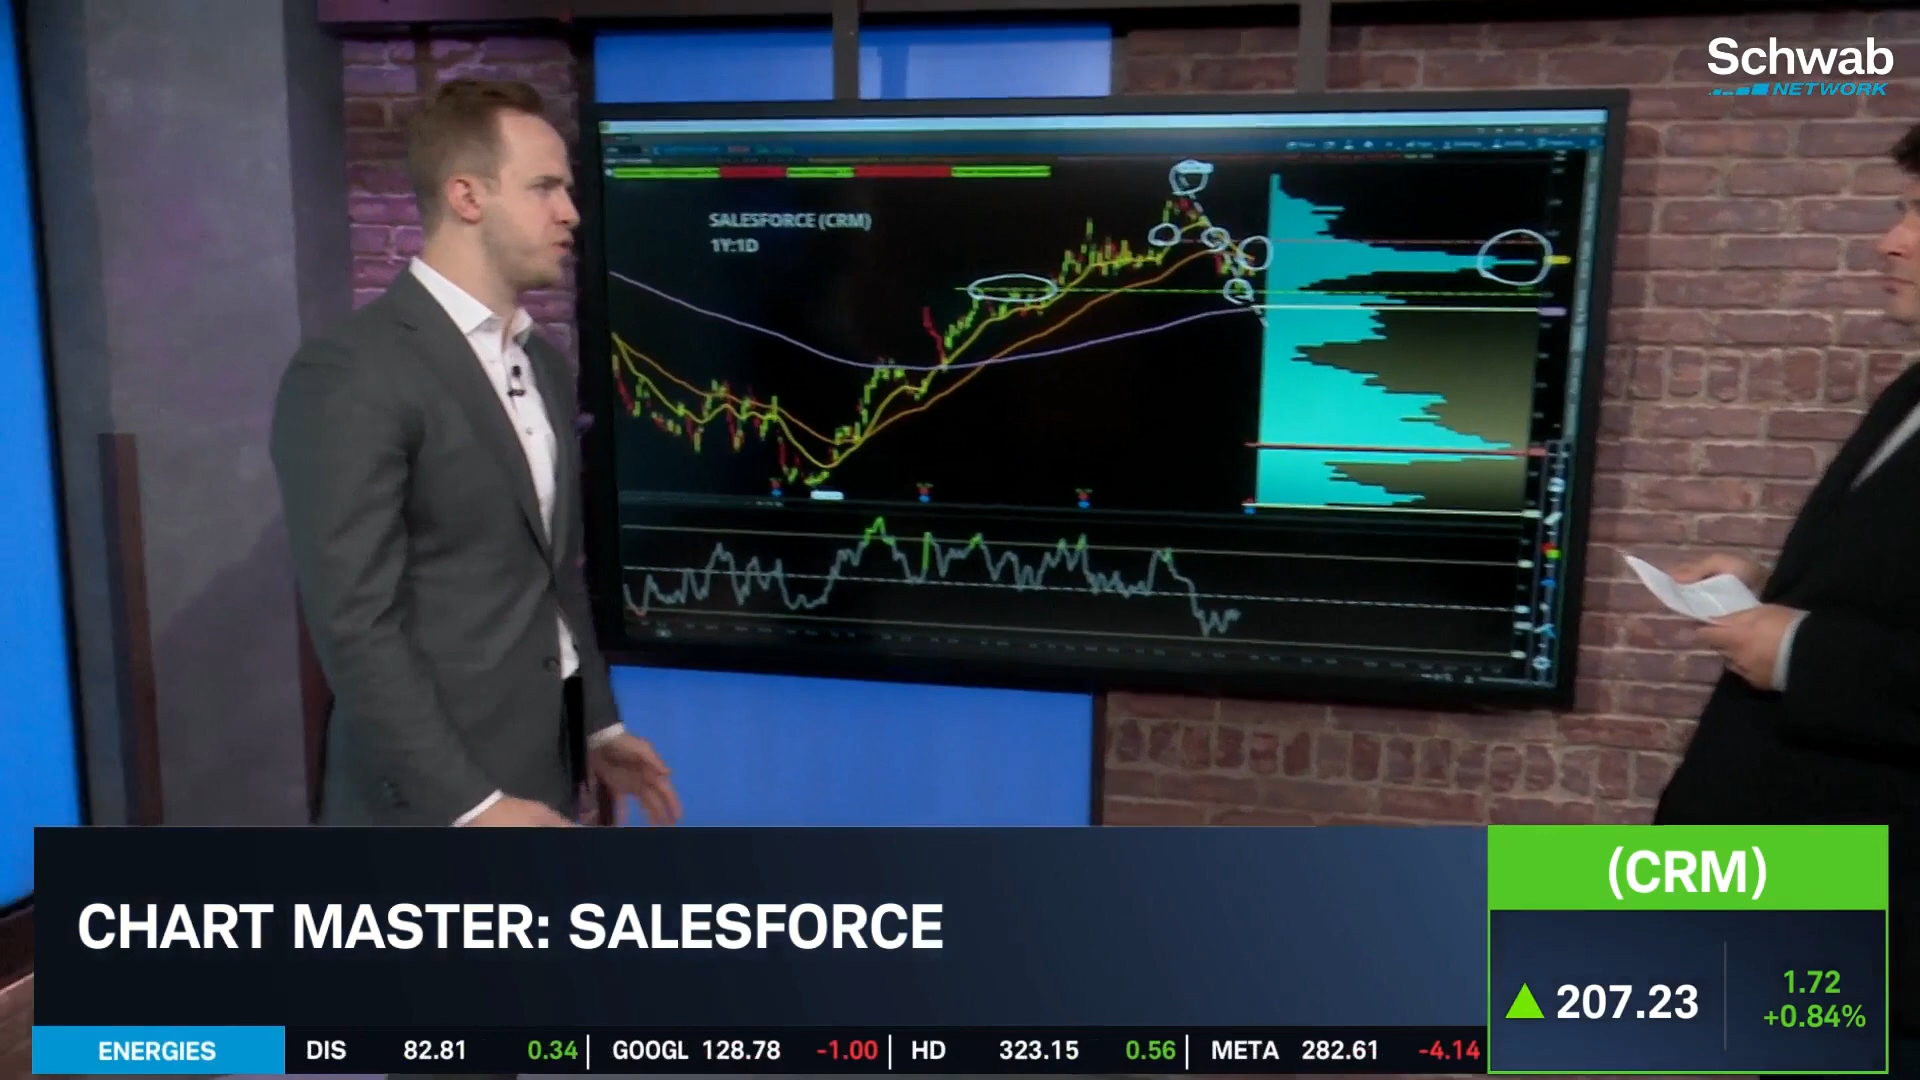 Schwab
NETWORK
SALESFORCE (CRM)
1Y:1D
CHART MASTER: SALESFORCE
(CRM)
207.23
1.72
+0.84%
ENERGIES DIS 82.81 0.34 GOOGL 128.78 -1.00 HD 323.15 0.56 META 282.61 -4.14